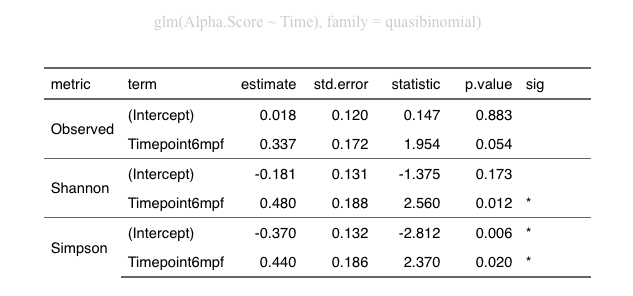 glm(Alpha.Score ~ Time), family = quasibinomial)
metric term estimate std.error statistic p.value sig
Observed (Intercept) 0.018 0.120 0.147 0.883
Timepoint6mpf 0.337 0.172 1.954 0.054
Shannon (Intercept) -0.181 0.131 -1.375 0.173
Timepoint6mpf 0.480 0.188 2.560 0.012 *
Simpson (Intercept) -0.370 0.132 -2.812 0.006 *
Timepoint6mpf 0.440 0.186 2.370 0.020 *